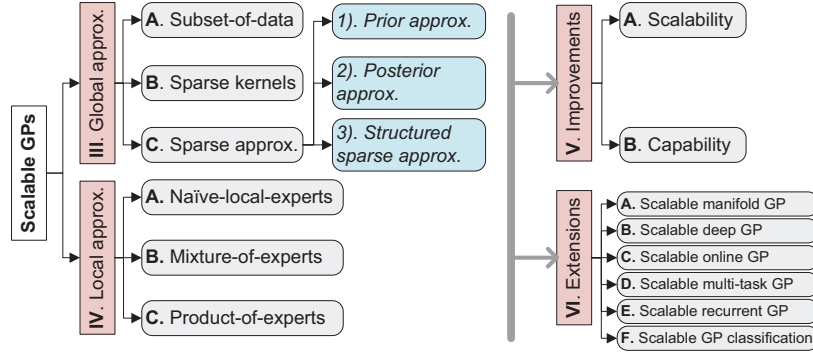 Scalable GPs
III. Global approx.
A. Subset-of-data
B. Sparse kernels
C. Sparse approx.
1). Prior approx.
2). Posterior
approx.
3). Structured
sparse approx.
IV. Local approx.
A. Naïve-local-experts
B. Mixture-of-experts
C. Product-of-experts
V. Improvements
A. Scalability
B. Capability
VI. Extensions
A. Scalable manifold GP
B. Scalable deep GP
C. Scalable online GP
D. Scalable multi-task GP
E. Scalable recurrent GP
F. Scalable GP classification